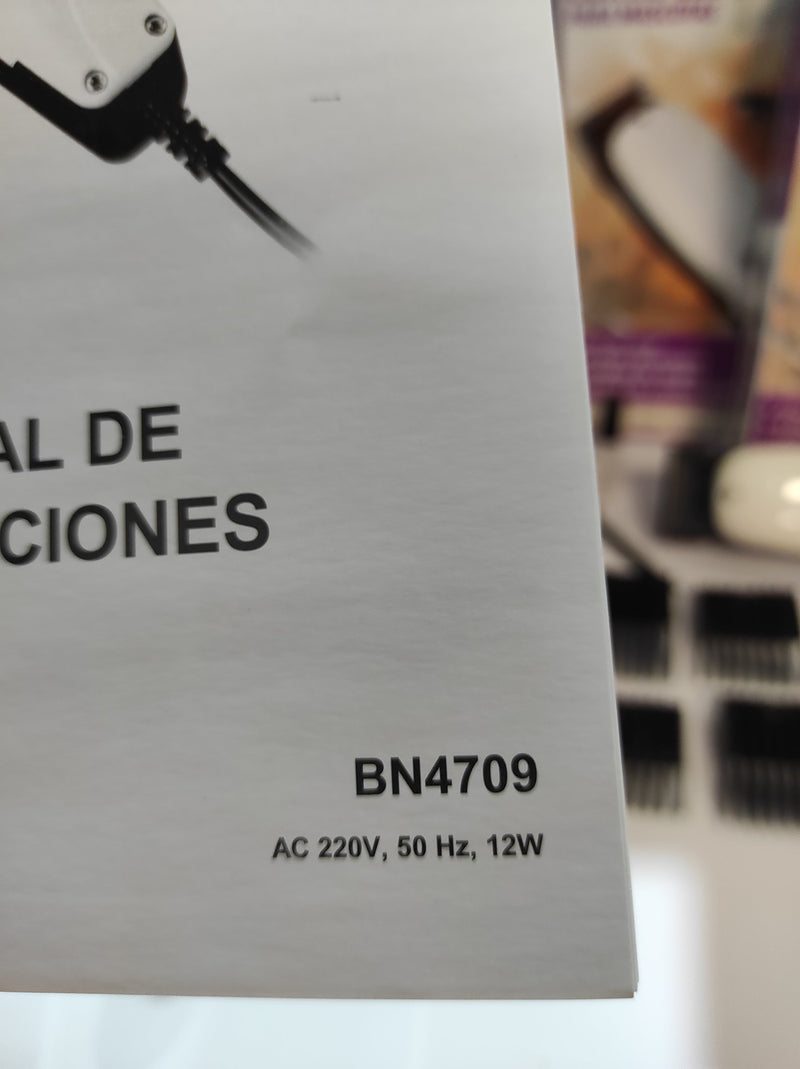 AL DE
CIONES
BN4709
AC 220V, 50 Hz, 12W